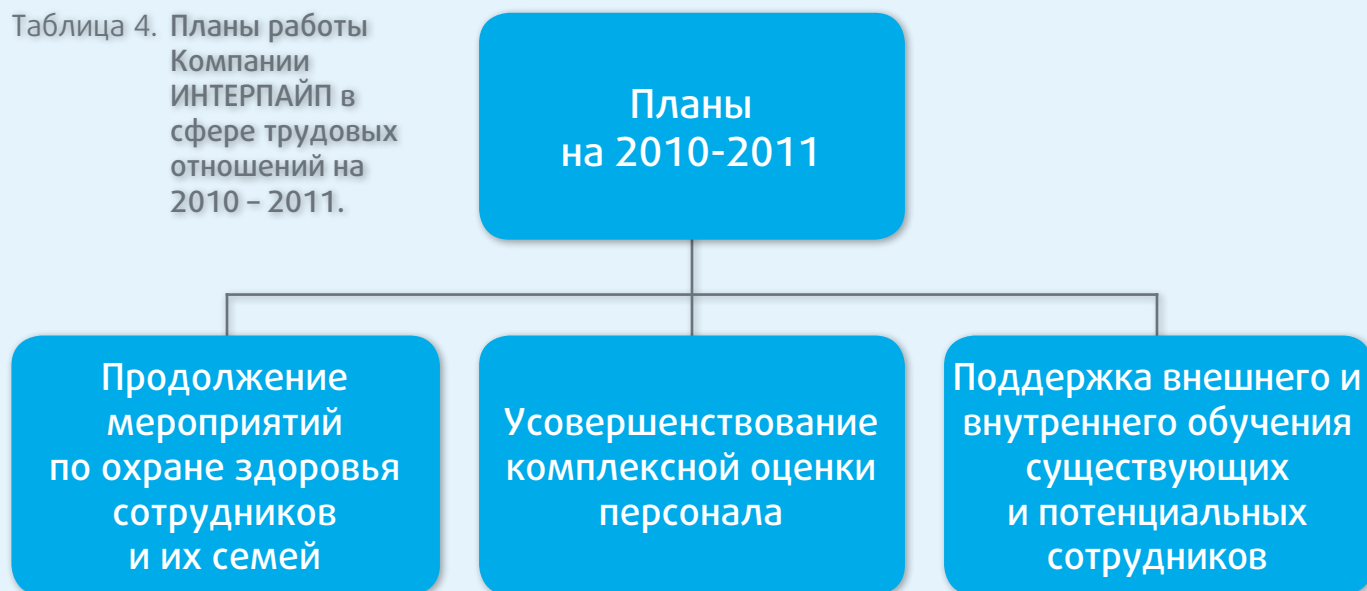 Таблица 4. Планы работы
Компании
ИНТЕРПАЙП в
сфере трудовых
отношений на
2010 – 2011.
Планы
на 2010-2011
Продолжение
мероприятий
по охране здоровья
сотрудников
и их семей
Усовершенствование
комплексной оценки
персонала
Поддержка внешнего и
внутреннего обучения
существующих
и потенциальных
сотрудников